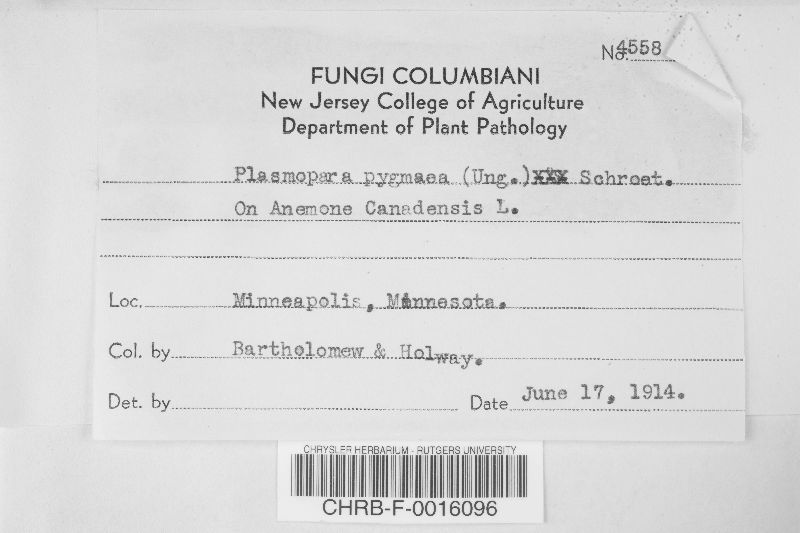 No. 4558
FUNGI COLUMBIANI
New Jersey College of Agriculture
Department of Plant Pathology
Plasmopara pygmaea (Ung.)XXX Schroet.
On Anemone Canadensis L.
Loc. Minneapolis, Minnesota.
Col. by Bartholomew & Holway.
Det. by
Date June 17, 1914.
CHRYSLER HERBARIUM - RUTGERS UNIVERSITY
CHRB-F-0016096